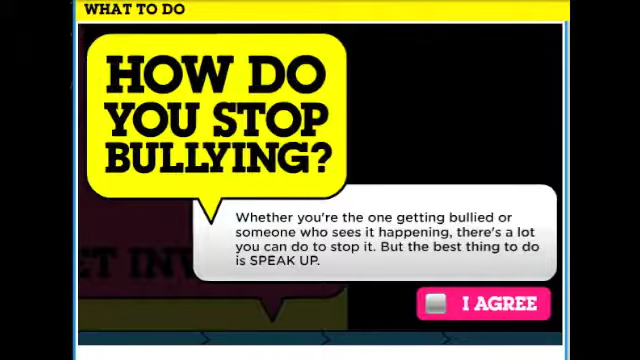 WHAT TO DO
HOW DO
YOU STOP
BULLYING?
Whether you're the one getting bullied or
someone who sees it happening, there's a lot
you can do to stop it. But the best thing to do
is SPEAK UP.
I AGREE